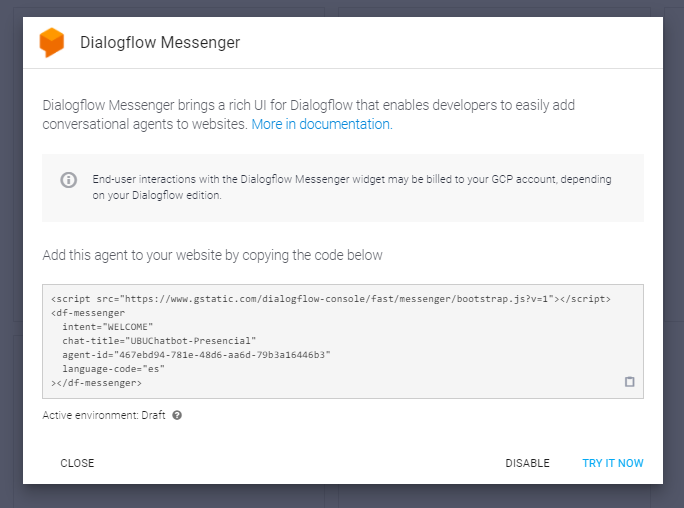 Dialogflow Messenger
Dialogflow Messenger brings a rich UI for Dialogflow that enables developers to easily add
conversational agents to websites. More in documentation.
End-user interactions with the Dialogflow Messenger widget may be billed to your GCP account, depending
on your Dialogflow edition.
Add this agent to your website by copying the code below
<script src="https://www.gstatic.com/dialogflow-console/fast/messenger/bootstrap.js?v=1"></script>
<df-messenger
  intent="WELCOME"
  chat-title="UBUChatbot-Presencial"
  agent-id="467ebd94-781e-48d6-aa6d-79b3a16446b3"
  language-code="es"
></df-messenger>
Active environment: Draft
CLOSE DISABLE TRY IT NOW